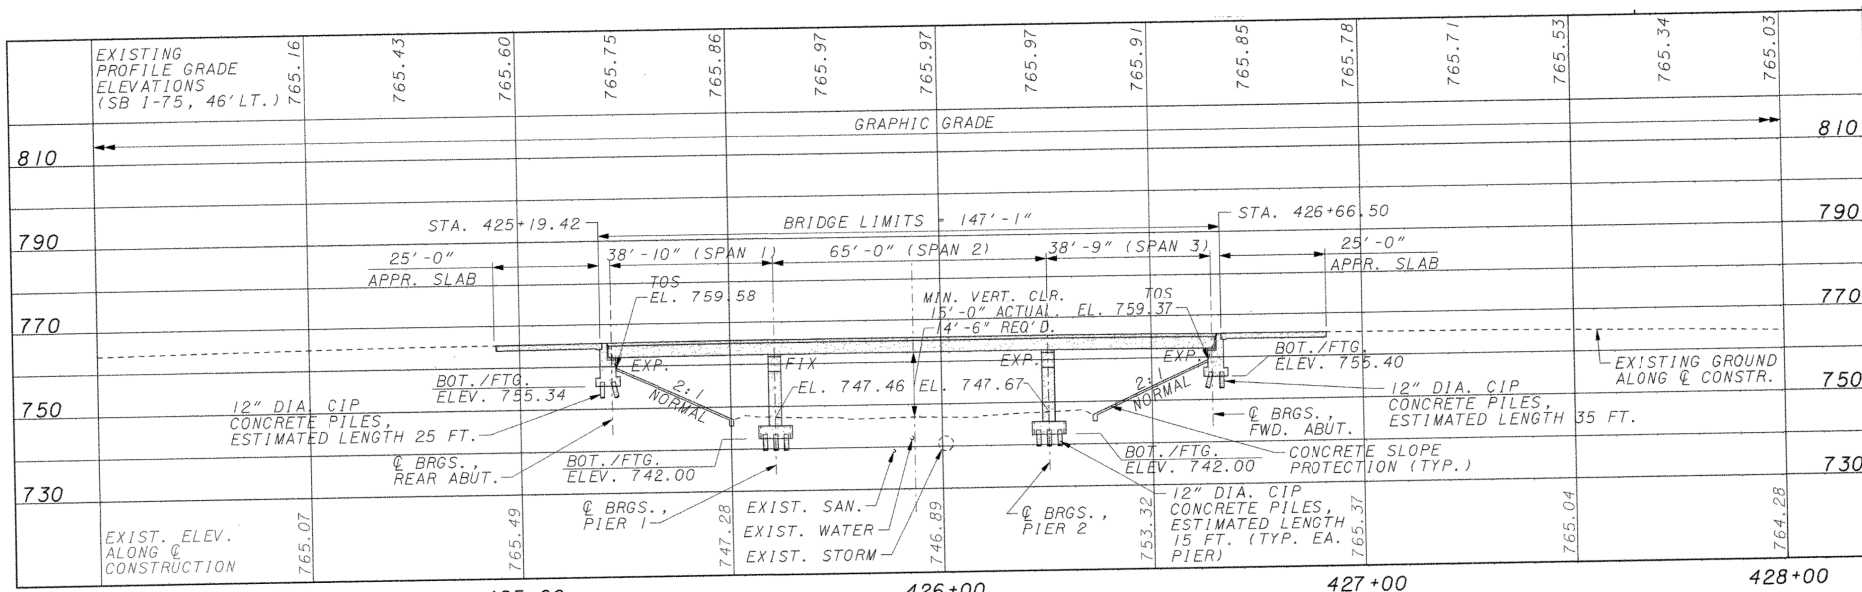 EXISTING
PROFILE GRADE
ELEVATIONS
(SB I-75, 46' LT.)
765.16
765.43
765.60
765.75
765.86
765.97
765.97
765.97
765.91
765.85
765.78
765.71
765.53
765.34
765.03
GRAPHIC GRADE
810
810
STA. 425+19.42
BRIDGE LIMITS = 147'-1"
STA. 426+66.50
790
790
25'-0"
APPR. SLAB
38'-10" (SPAN 1)
65'-0" (SPAN 2)
38'-9" (SPAN 3)
25'-0"
APPR. SLAB
TOS
EL. 759.58
MIN. VERT. CLR.
15'-0" ACTUAL.
14'-6" REQ'D.
TOS
EL. 759.37
770
770
EXP.
FIX
EXP.
EXP.
BOT./FTG.
ELEV. 755.40
EXISTING GROUND
ALONG ℄ CONSTR.
BOT./FTG.
ELEV. 755.34
2:1
NORMAL
EL. 747.46
EL. 747.67
2:1
NORMAL
750
750
12" DIA. CIP
CONCRETE PILES,
ESTIMATED LENGTH 25 FT.
12" DIA. CIP
CONCRETE PILES,
ESTIMATED LENGTH 35 FT.
℄ BRGS.,
FWD. ABUT.
℄ BRGS.,
REAR ABUT.
BOT./FTG.
ELEV. 742.00
BOT./FTG.
ELEV. 742.00
CONCRETE SLOPE
PROTECTION (TYP.)
730
730
℄ BRGS.,
PIER 1
EXIST. SAN.
EXIST. WATER
EXIST. STORM
℄ BRGS.,
PIER 2
12" DIA. CIP
CONCRETE PILES,
ESTIMATED LENGTH
15 FT. (TYP. EA.
PIER)
EXIST. ELEV.
ALONG ℄
CONSTRUCTION
765.07
765.49
747.28
746.89
753.32
765.37
765.04
764.28
426+00
427+00
428+00